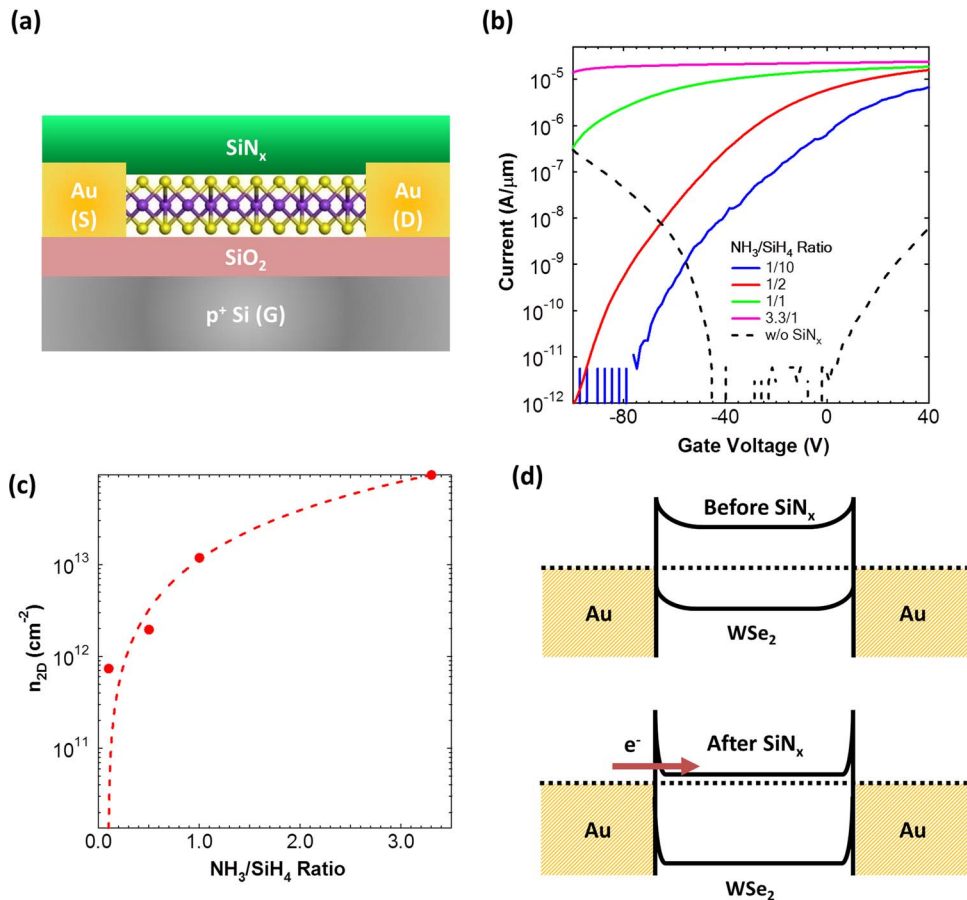 (a)
SiNₓ
Au
(S)
Au
(D)
SiO₂
p⁺ Si (G)
(b)
Current (A/μm)
10⁻⁵
10⁻⁶
10⁻⁷
10⁻⁸
10⁻⁹
10⁻¹⁰
10⁻¹¹
10⁻¹²
NH₃/SiH₄ Ratio
1/10
1/2
1/1
3.3/1
w/o SiNₓ
-80
-40
0
40
Gate Voltage (V)
(c)
n₂D (cm⁻²)
10¹³
10¹²
10¹¹
0.0
1.0
2.0
3.0
NH₃/SiH₄ Ratio
(d)
Before SiNₓ
Au
Au
WSe₂
e⁻
After SiNₓ
Au
Au
WSe₂